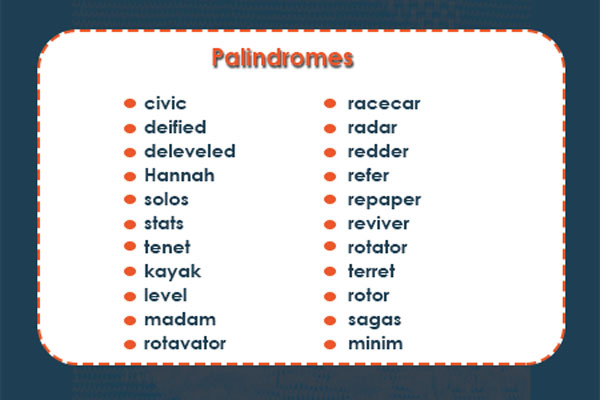 Palindromes
civic
deified
deleveled
Hannah
solos
stats
tenet
kayak
level
madam
rotavator
racecar
radar
redder
refer
repaper
reviver
rotator
terret
rotor
sagas
minim